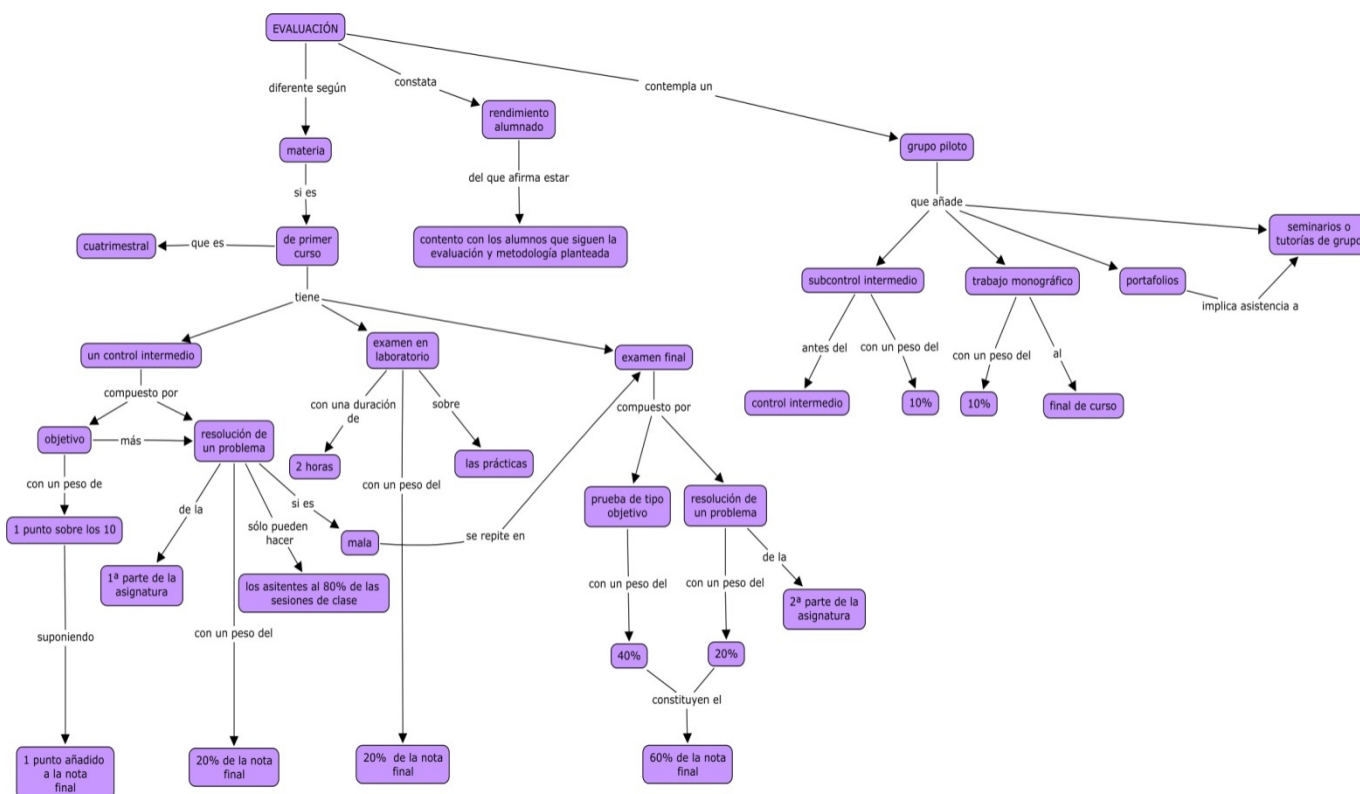 EVALUACIÓN
diferente según
constata
contempla un
materia
rendimiento
alumnado
grupo piloto
si es
del que afirma estar
que añade
cuatrimestral
que es
de primer
curso
contento con los alumnos que siguen la
evaluación y metodología planteada
seminarios o
tutorías de grupo
subcontrol intermedio
trabajo monográfico
portafolios
implica asistencia a
tiene
un control intermedio
examen en
laboratorio
examen final
antes del
con un peso del
con un peso del
al
compuesto por
control intermedio
10%
10%
final de curso
objetivo
más
resolución de
un problema
con una duración
de
sobre
compuesto por
2 horas
las prácticas
con un peso de
con un peso del
1 punto sobre los 10
de la
sólo pueden
hacer
si es
mala
se repite en
prueba de tipo
objetivo
resolución de
un problema
1ª parte de la
asignatura
los asitentes al 80% de las
sesiones de clase
con un peso del
con un peso del
de la
2ª parte de la
asignatura
suponiendo
con un peso del
40%
20%
constituyen el
1 punto añadido
a la nota
final
20% de la nota
final
20% de la nota
final
60% de la nota
final